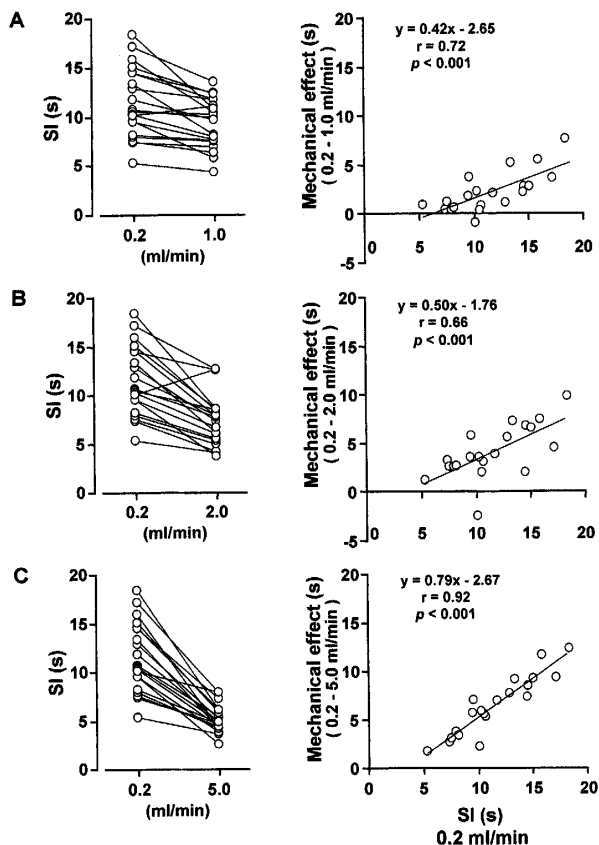 A
20
15
10
5
0
SI (s)
0.2 1.0
(ml/min)
20
15
10
5
0
-5
Mechanical effect (s)
( 0.2 - 1.0 ml/min )
y = 0.42x - 2.65
r = 0.72
p < 0.001
0 5 10 15 20
B
20
15
10
5
0
SI (s)
0.2 2.0
(ml/min)
20
15
10
5
0
-5
Mechanical effect (s)
( 0.2 - 2.0 ml/min )
y = 0.50x - 1.76
r = 0.66
p < 0.001
0 5 10 15 20
C
20
15
10
5
0
SI (s)
0.2 5.0
(ml/min)
20
15
10
5
0
Mechanical effect (s)
( 0.2 - 5.0 ml/min )
y = 0.79x - 2.67
r = 0.92
p < 0.001
0 5 10 15 20
SI (s)
0.2 ml/min